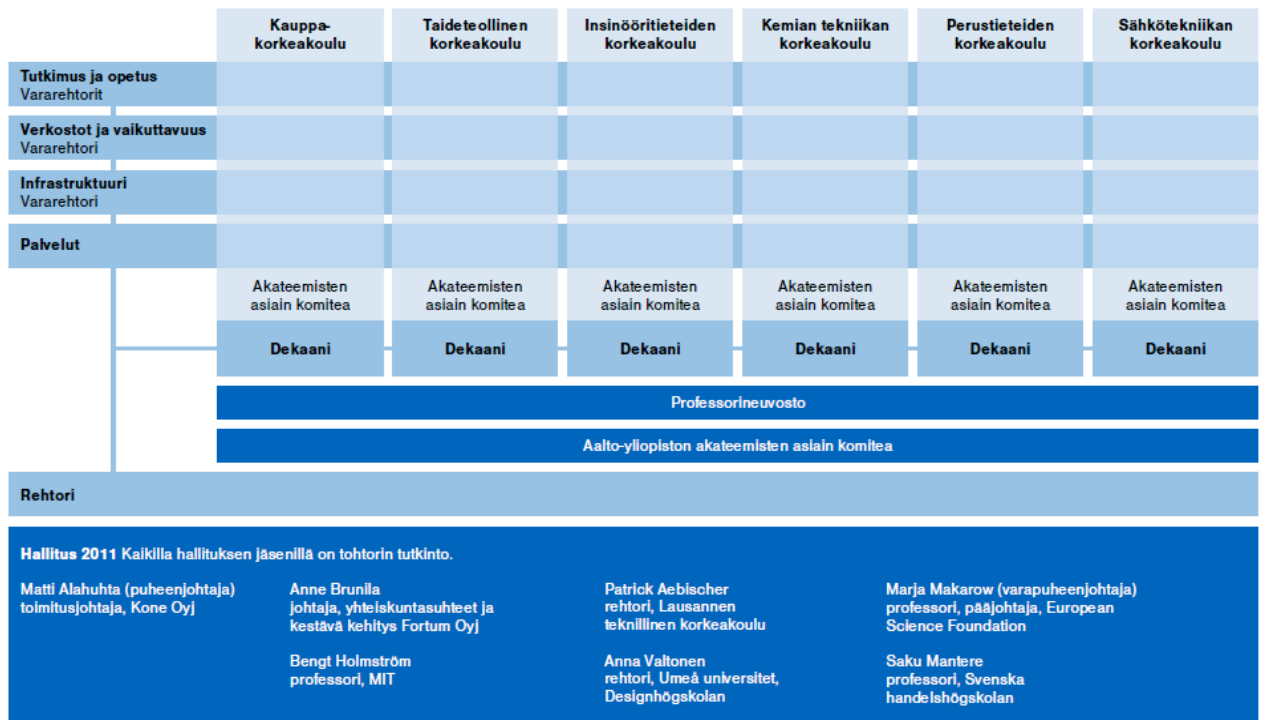 Kauppa-
korkeakoulu
Taideteollinen
korkeakoulu
Insinööritieteiden
korkeakoulu
Kemian tekniikan
korkeakoulu
Perustieteiden
korkeakoulu
Sähkötekniikan
korkeakoulu
Tutkimus ja opetus
Vararehtorit
Verkostot ja vaikuttavuus
Vararehtori
Infrastruktuuri
Vararehtori
Palvelut
Akateemisten
asiain komitea
Akateemisten
asiain komitea
Akateemisten
asiain komitea
Akateemisten
asiain komitea
Akateemisten
asiain komitea
Akateemisten
asiain komitea
Dekaani
Dekaani
Dekaani
Dekaani
Dekaani
Dekaani
Professorineuvosto
Aalto-yliopiston akateemisten asiain komitea
Rehtori
Hallitus 2011 Kaikilla hallituksen jäsenillä on tohtorin tutkinto.
Matti Alahuhta (puheenjohtaja)
toimitusjohtaja, Kone Oyj
Anne Brunila
johtaja, yhteiskuntasuhteet ja
kestävä kehitys Fortum Oyj
Bengt Holmström
professori, MIT
Patrick Aebischer
rehtori, Lausannen
teknillinen korkeakoulu
Anna Valtonen
rehtori, Umeå universitet,
Designhögskolan
Marja Makarow (varapuheenjohtaja)
professori, pääjohtaja, European
Science Foundation
Saku Mantere
professori, Svenska
handelshögskolan